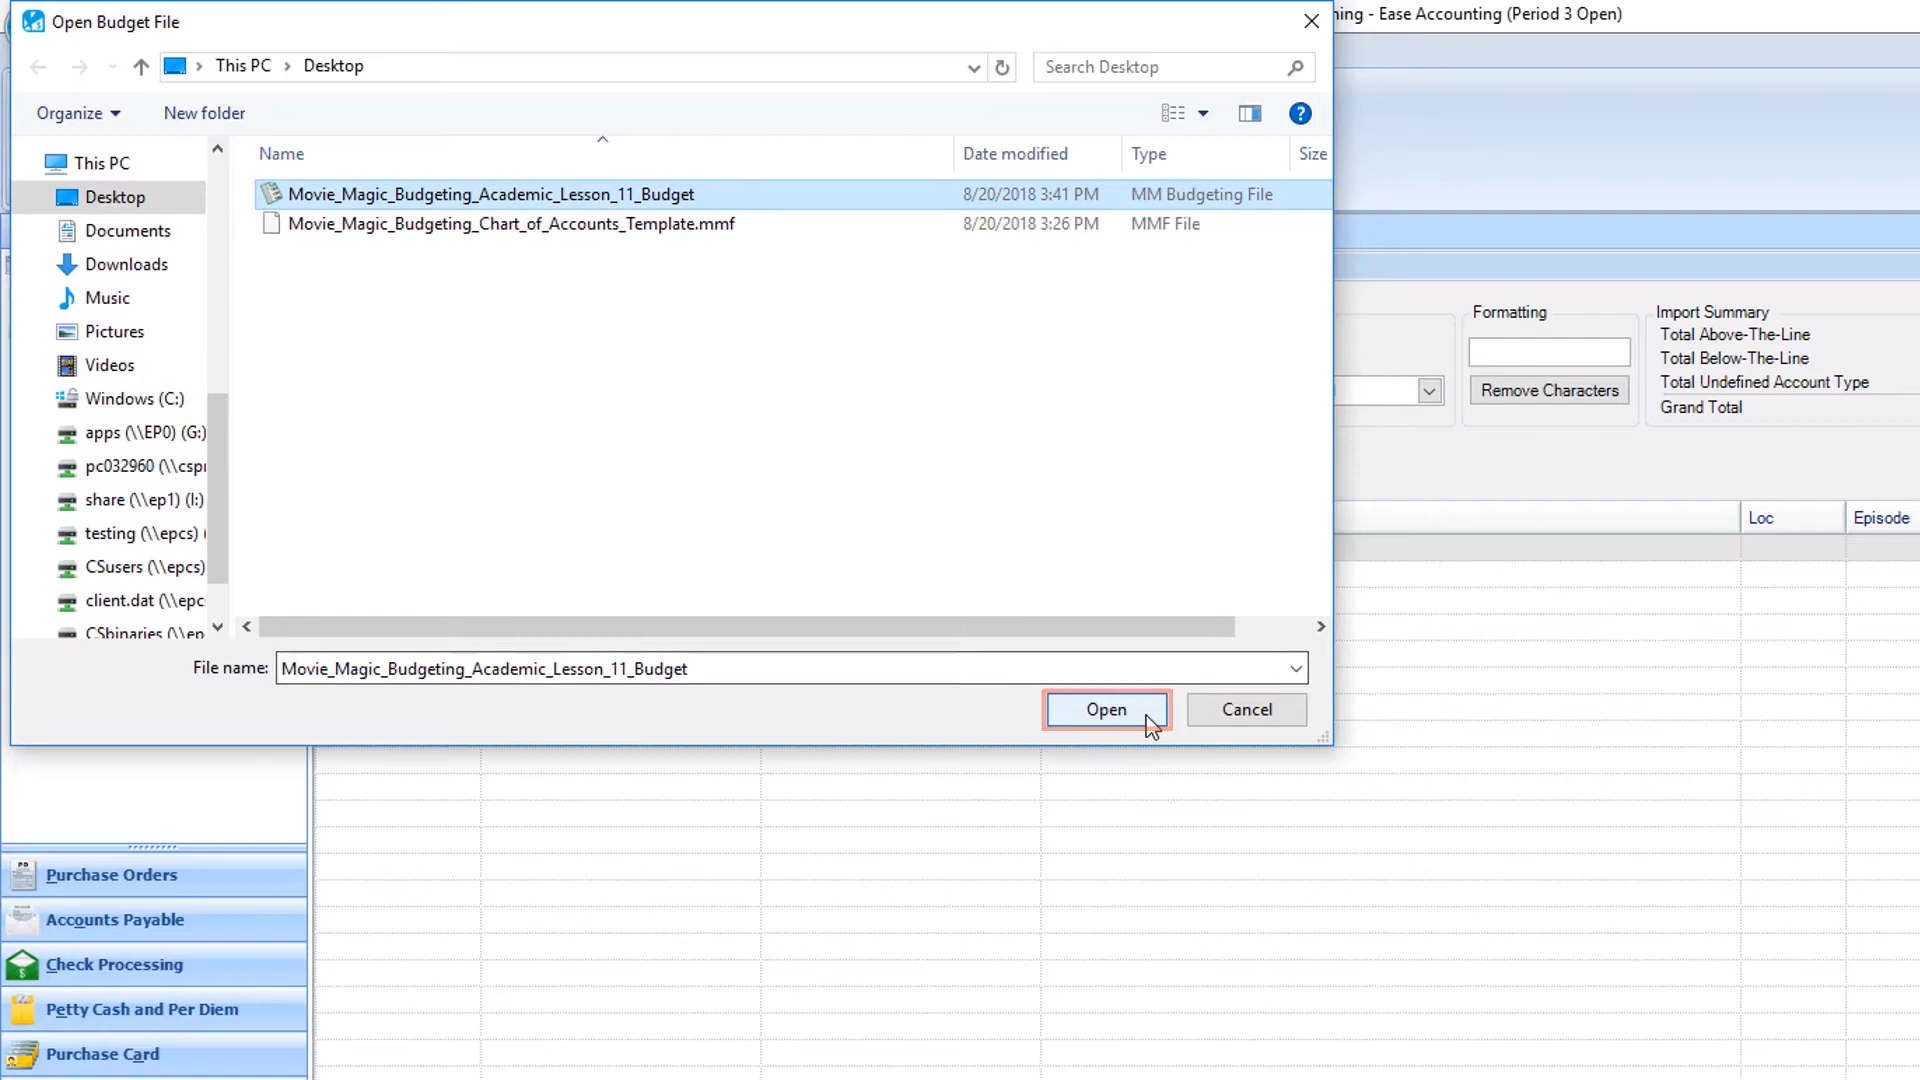 Open Budget File
ning - Ease Accounting (Period 3 Open)
This PC > Desktop
Search Desktop
Organize
New folder
?
Name
Date modified
Type
Size
This PC
Desktop
Documents
Downloads
Music
Pictures
Videos
Windows (C:)
apps (\\EP0) (G:)
pc032960 (\\cspr
share (\\ep1) (I:)
testing (\\epcs) (
CSusers (\\epcs)
client.dat (\\epc
CSbinaries (\\ep
Movie_Magic_Budgeting_Academic_Lesson_11_Budget 8/20/2018 3:41 PM MM Budgeting File
Movie_Magic_Budgeting_Chart_of_Accounts_Template.mmf 8/20/2018 3:26 PM MMF File
File name: Movie_Magic_Budgeting_Academic_Lesson_11_Budget
Open
Cancel
Formatting
Remove Characters
Import Summary
Total Above-The-Line
Total Below-The-Line
Total Undefined Account Type
Grand Total
Loc
Episode
Purchase Orders
Accounts Payable
Check Processing
Petty Cash and Per Diem
Purchase Card